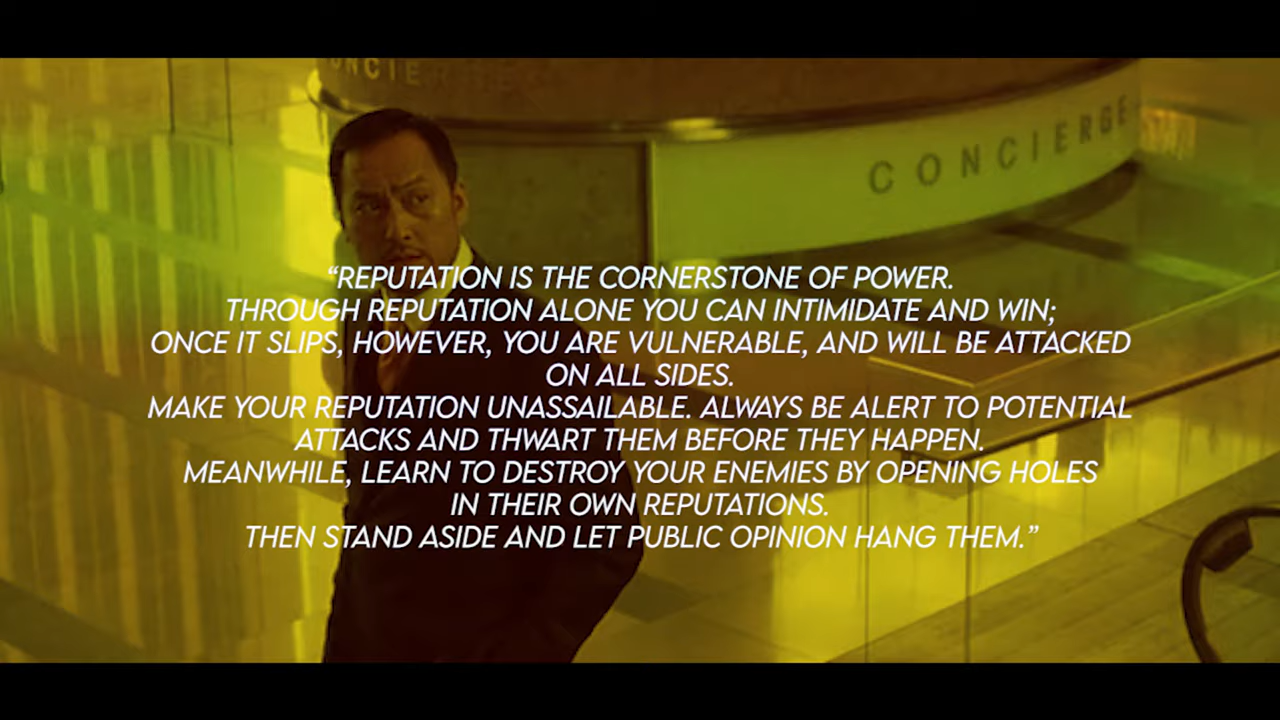 CONCIERGE
CONCIERGE
“REPUTATION IS THE CORNERSTONE OF POWER.
THROUGH REPUTATION ALONE YOU CAN INTIMIDATE AND WIN;
ONCE IT SLIPS, HOWEVER, YOU ARE VULNERABLE, AND WILL BE ATTACKED
ON ALL SIDES.
MAKE YOUR REPUTATION UNASSAILABLE. ALWAYS BE ALERT TO POTENTIAL
ATTACKS AND THWART THEM BEFORE THEY HAPPEN.
MEANWHILE, LEARN TO DESTROY YOUR ENEMIES BY OPENING HOLES
IN THEIR OWN REPUTATIONS.
THEN STAND ASIDE AND LET PUBLIC OPINION HANG THEM.”